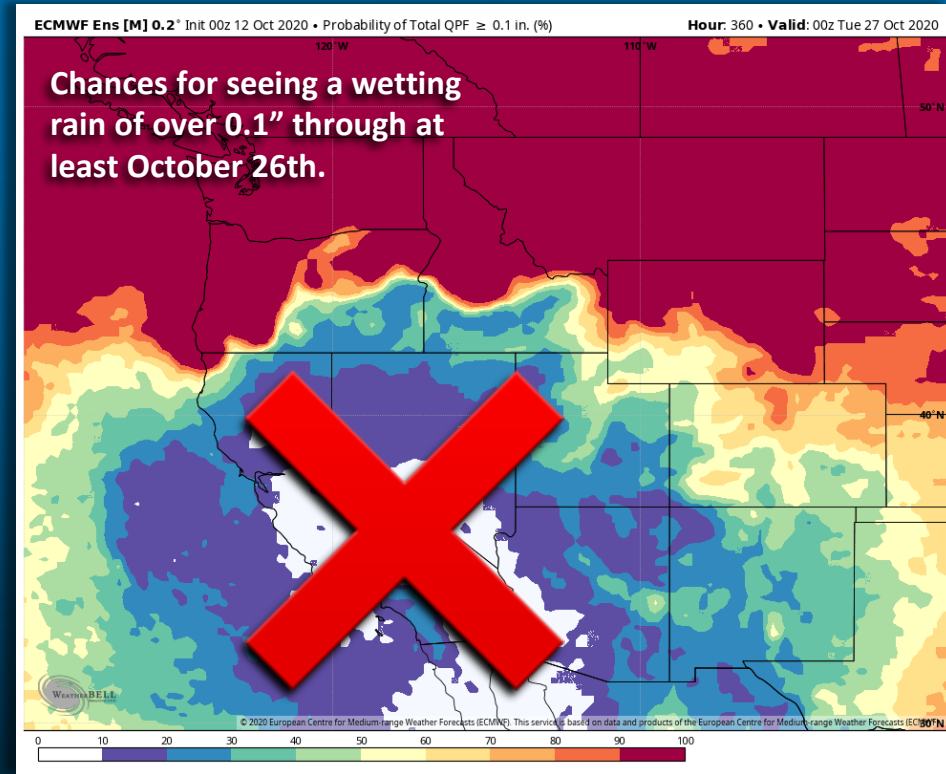 ECMWF Ens [M] 0.2° Init 00z 12 Oct 2020 • Probability of Total QPF ≥ 0.1 in. (%)
Hour: 360 • Valid: 00z Tue 27 Oct 2020
120°W
110°W
Chances for seeing a wetting
rain of over 0.1” through at
least October 26th.
50°N
40°N
WEATHERBELL
© 2020 European Centre for Medium-range Weather Forecasts (ECMWF). This service is based on data and products of the European Centre for Medium-range Weather Forecasts (ECMWF).
30°N
0 10 20 30 40 50 60 70 80 90 100